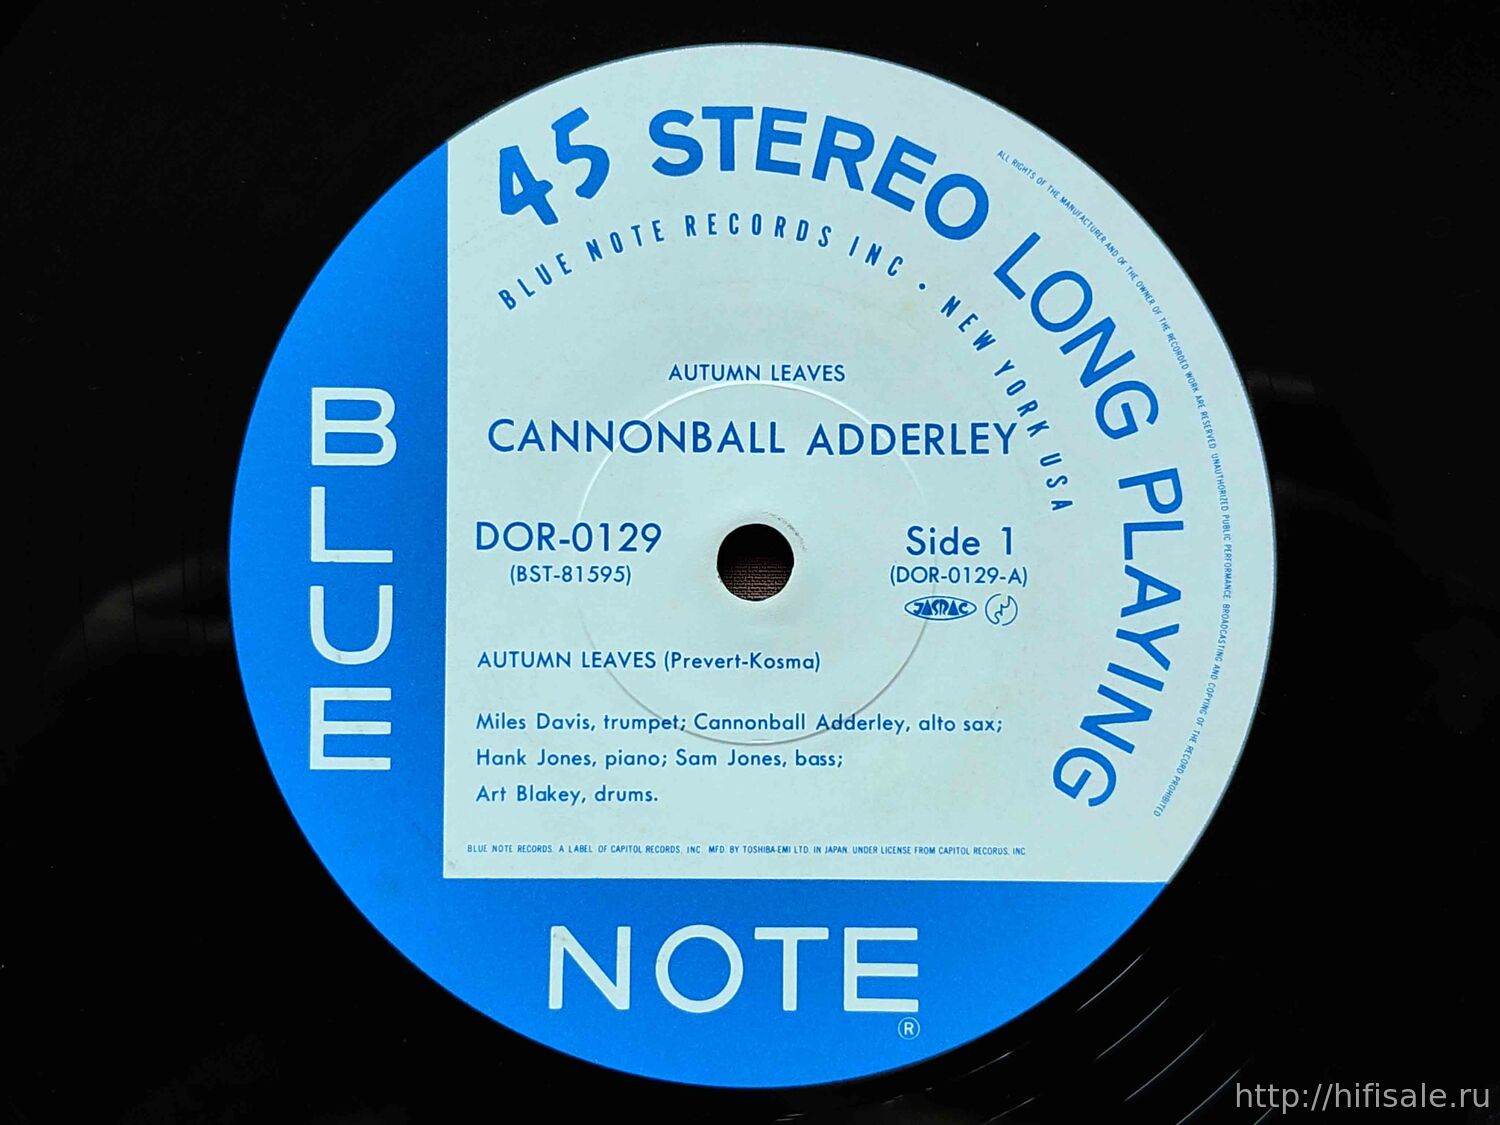 45 STEREO LONG PLAYING
BLUE NOTE RECORDS INC . NEW YORK USA
ALL RIGHTS OF THE MANUFACTURER AND OF THE OWNER OF THE RECORDED WORK ARE RESERVED. UNAUTHORIZED PUBLIC PERFORMANCE, BROADCASTING AND COPYING OF THE RECORD PROHIBITED
AUTUMN LEAVES
CANNONBALL ADDERLEY
DOR-0129
(BST-81595)
Side 1
(DOR-0129-A)
JASRAC
AUTUMN LEAVES (Prevert-Kosma)
Miles Davis, trumpet; Cannonball Adderley, alto sax;
Hank Jones, piano; Sam Jones, bass;
Art Blakey, drums.
BLUE NOTE RECORDS. A LABEL OF CAPITOL RECORDS, INC. MFD BY TOSHIBA-EMI LTD. IN JAPAN. UNDER LICENSE FROM CAPITOL RECORDS, INC
BLUE
NOTE
®
http://hifisale.ru